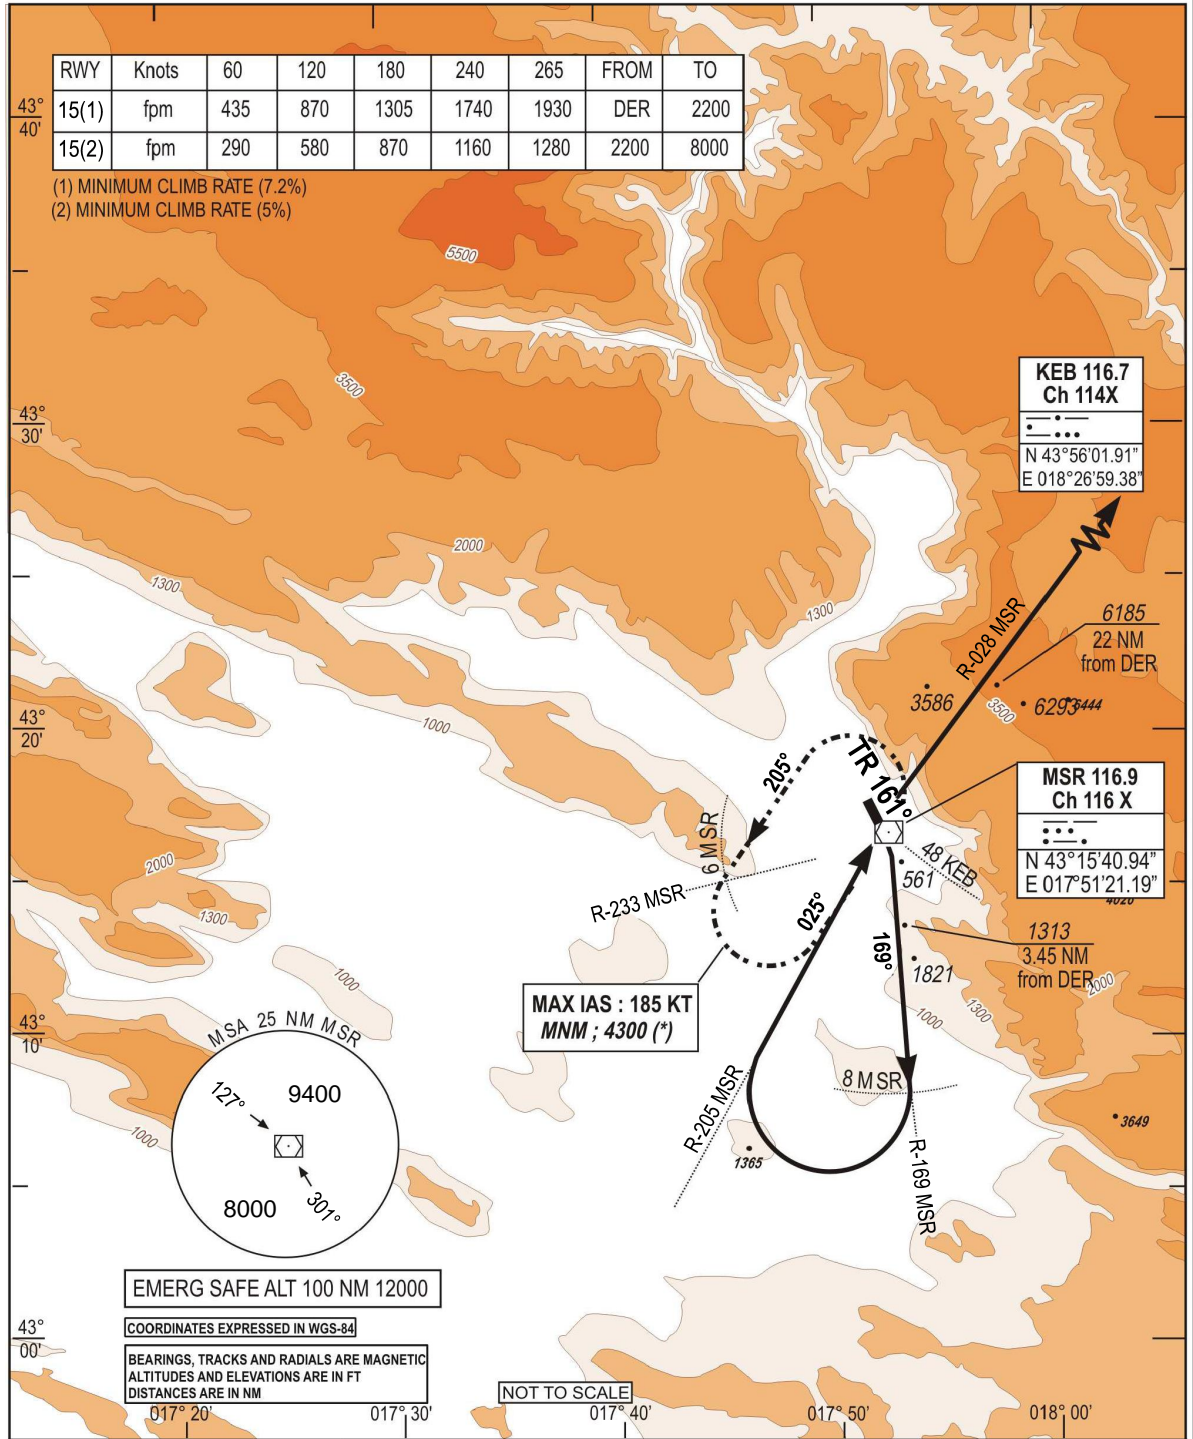 RWY Knots 60 120 180 240 265 FROM TO
15(1) fpm 435 870 1305 1740 1930 DER 2200
15(2) fpm 290 580 870 1160 1280 2200 8000
(1) MINIMUM CLIMB RATE (7.2%)
(2) MINIMUM CLIMB RATE (5%)
43°
40'
5500
3500
KEB 116.7
Ch 114X
N 43°56'01.91"
E 018°26'59.38"
43°
30'
2000
1300
1300
R-028 MSR
6185
22 NM
from DER
3586
3500
6293
6444
43°
20'
1000
205°
TR 161°
MSR 116.9
Ch 116 X
N 43°15'40.94"
E 017°51'21.19"
4026
6 MSR
48 KEB
561
2000
R-233 MSR
025°
169°
1300
1313
3.45 NM
from DER
1821
2000
1000
1300
1000
MAX IAS : 185 KT
MNM ; 4300 (*)
43°
10'
MSA 25 NM MSR
127°
9400
8000
301°
1000
8 MSR
R-205 MSR
R-169 MSR
1365
3649
EMERG SAFE ALT 100 NM 12000
COORDINATES EXPRESSED IN WGS-84
BEARINGS, TRACKS AND RADIALS ARE MAGNETIC
ALTITUDES AND ELEVATIONS ARE IN FT
DISTANCES ARE IN NM
43°
00'
NOT TO SCALE
017° 20' 017° 30' 017° 40' 017° 50' 018° 00'